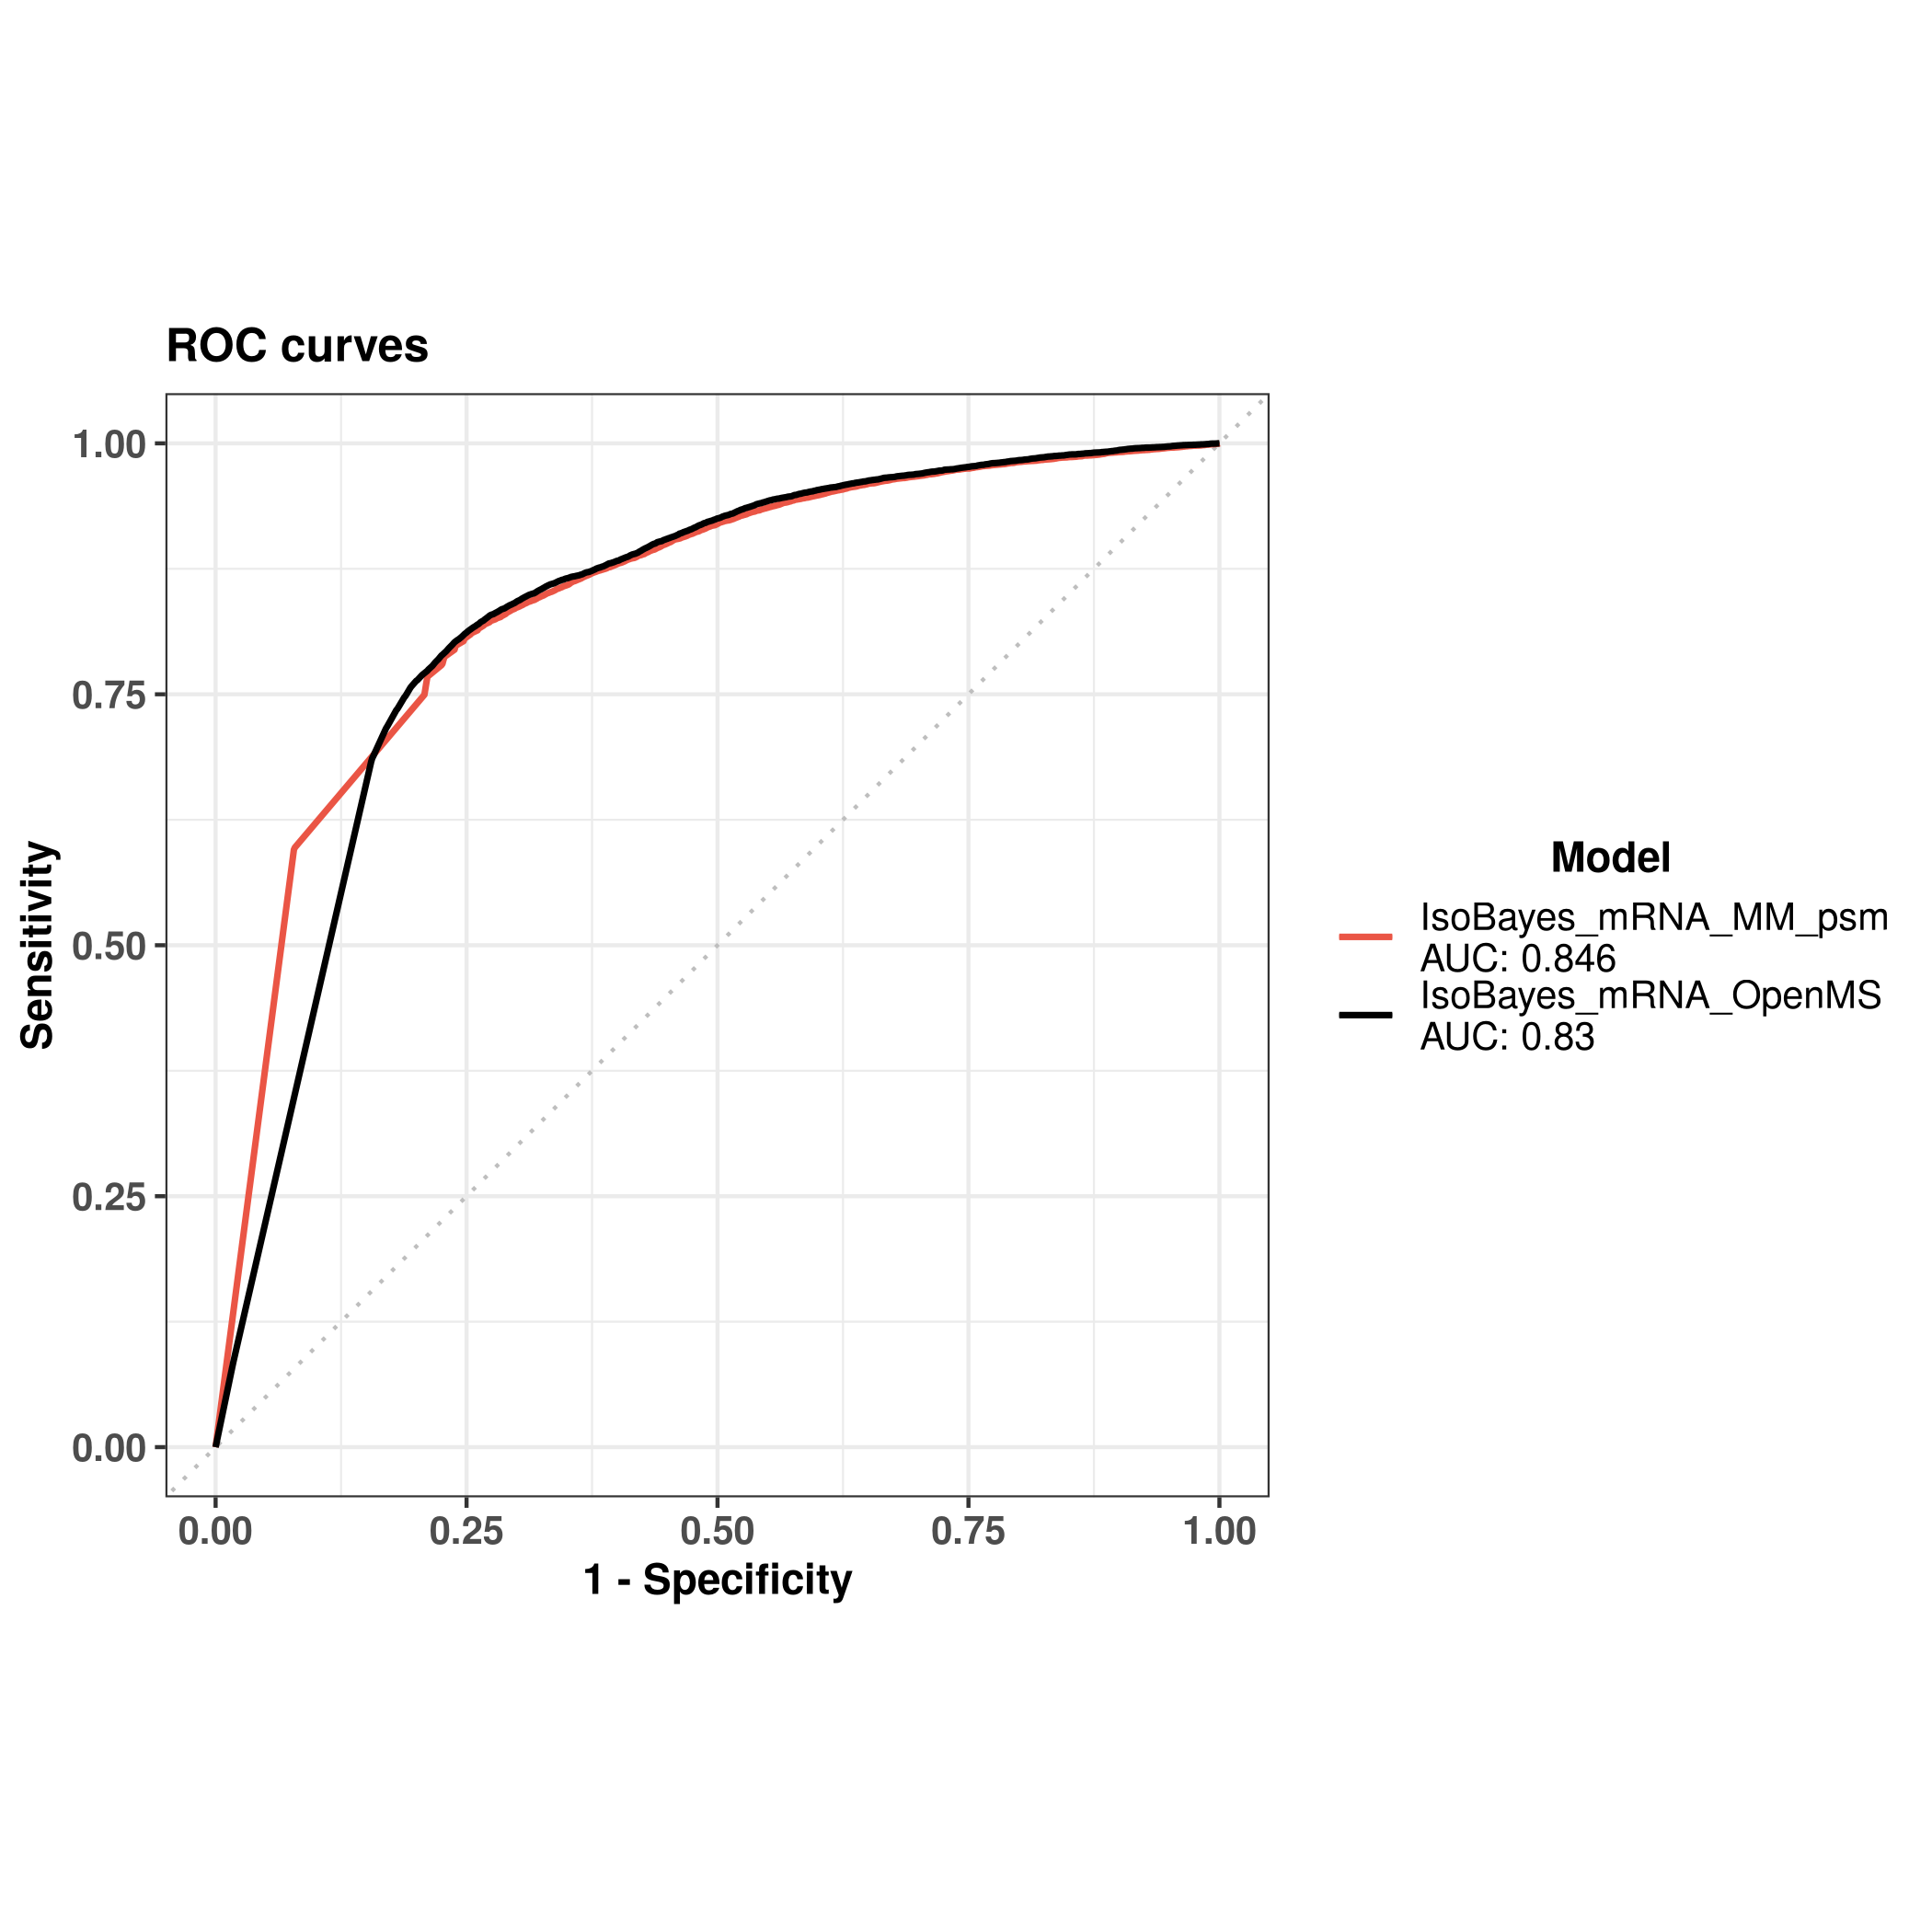 ROC curves
1.00
0.75
0.50
0.25
0.00
Sensitivity
0.00 0.25 0.50 0.75 1.00
1 - Specificity
Model
IsoBayes_mRNA_MM_psm
AUC: 0.846
IsoBayes_mRNA_OpenMS
AUC: 0.83